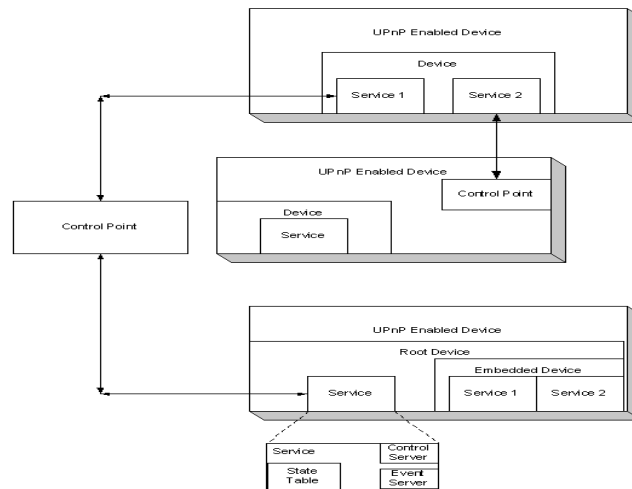 UPnP Enabled Device
Device
Service 1
Service 2
UPnP Enabled Device
Control Point
Device
Service
Control Point
UPnP Enabled Device
Root Device
Embedded Device
Service
Service 1
Service 2
Service
Control
Server
State
Table
Event
Server